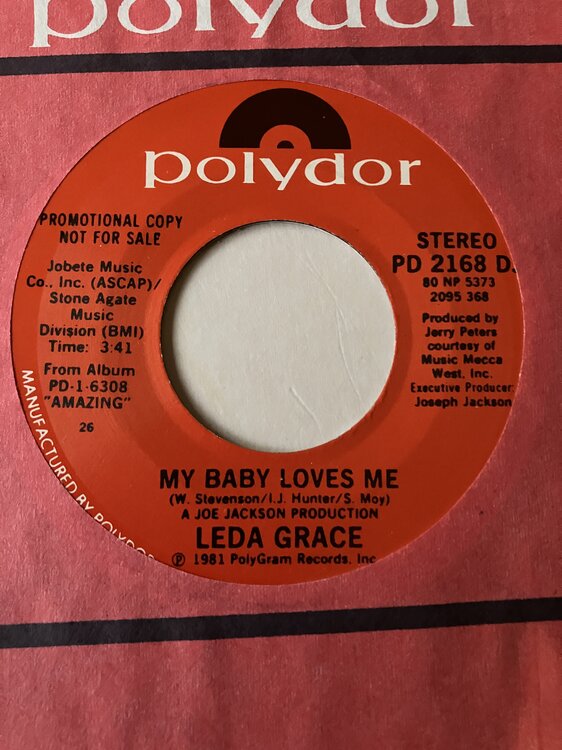 polydor
polydor
PROMOTIONAL COPY
NOT FOR SALE
Jobete Music
Co., Inc. (ASCAP)/
Stone Agate
Music
Division (BMI)
Time: 3:41
From Album
PD-1-6308
"AMAZING"
26
STEREO
PD 2168 D
80 NP 5373
2095 368
Produced by
Jerry Peters
courtesy of
Music Mecca
West, Inc.
Executive Producer:
Joseph Jackson
MY BABY LOVES ME
(W. Stevenson/I.J. Hunter/S. Moy)
A JOE JACKSON PRODUCTION
LEDA GRACE
℗ 1981 PolyGram Records, Inc
MANUFACTURED BY POLYDOR